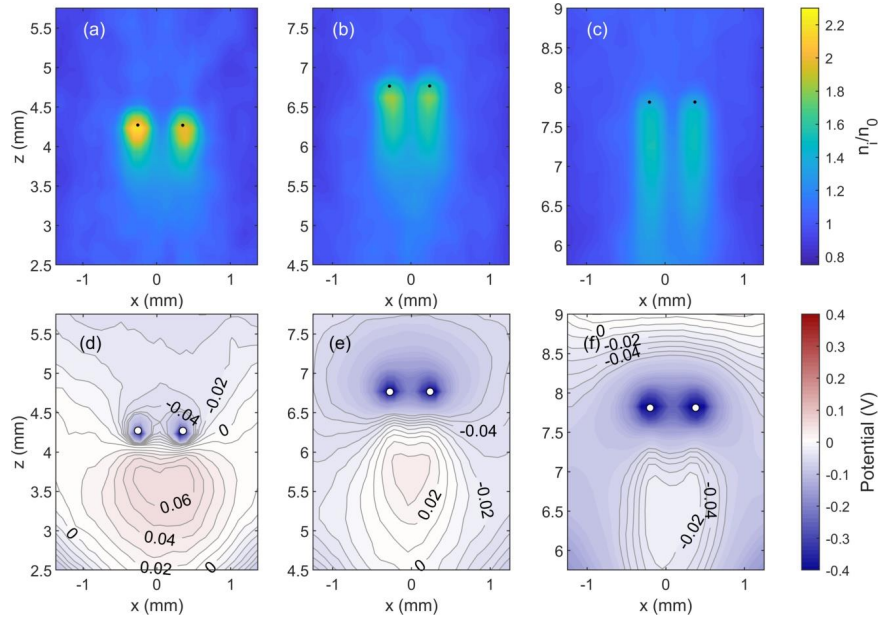 (a) (b) (c)
5.5 5 4.5 4 3.5 3 2.5
7.5 7 6.5 6 5.5 5 4.5
9 8.5 8 7.5 7 6.5 6
2.2 2 1.8 1.6 1.4 1.2 1 0.8
z (mm)
n_i/n_0
-1 0 1 -1 0 1 -1 0 1
x (mm) x (mm) x (mm)
(d) (e) (f)
5.5 5 4.5 4 3.5 3 2.5
7.5 7 6.5 6 5.5 5 4.5
9 8.5 8 7.5 7 6.5 6
0.4 0.3 0.2 0.1 0 -0.1 -0.2 -0.3 -0.4
z (mm)
Potential (V)
-0.04 -0.02 0 0.06 0.04 0.02 0 0
-0.04 -0.02 0.02 0
0 -0.02 -0.04 -0.04 -0.02
-1 0 1 -1 0 1 -1 0 1
x (mm) x (mm) x (mm)